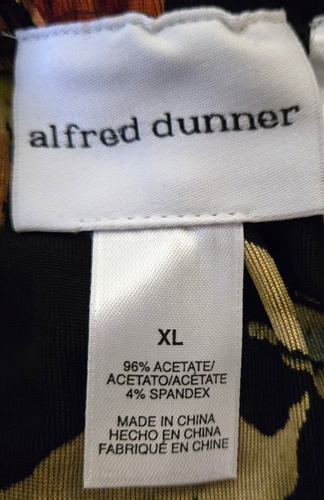 alfred dunner
XL
96% ACETATE/
ACETATO/ACÉTATE
4% SPANDEX
MADE IN CHINA
HECHO EN CHINA
FABRIQUÉ EN CHINE